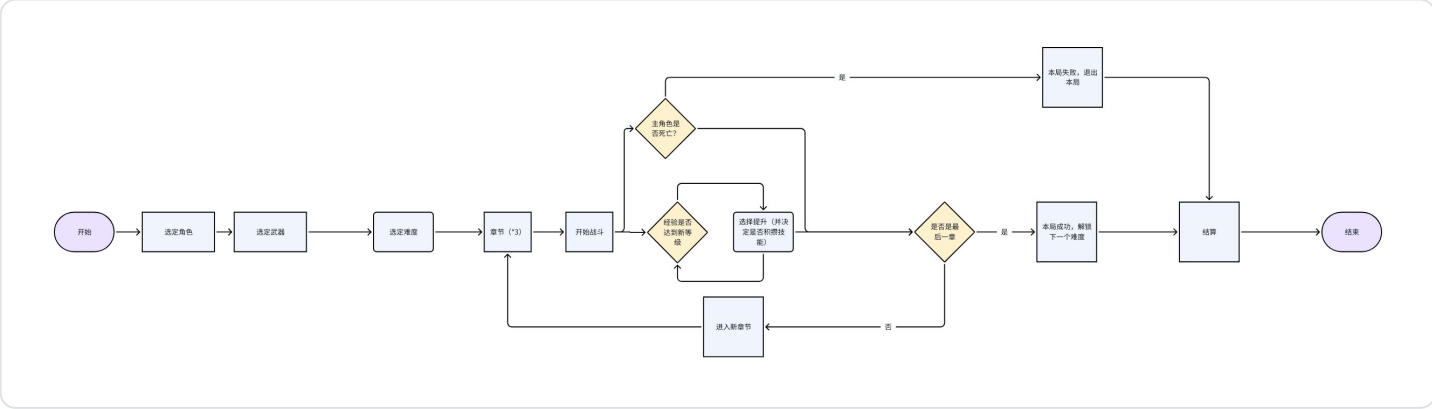 是
本局失败，退出
本局
主角色是
否死亡？
开始
选定角色
选定武器
选定难度
章节（*3）
开始战斗
经验是否
达到新等
级
选择提升（并决
定是否积攒技
能）
是否是最
后一章
是
本局成功，解锁
下一个难度
结算
结束
进入新章节
否